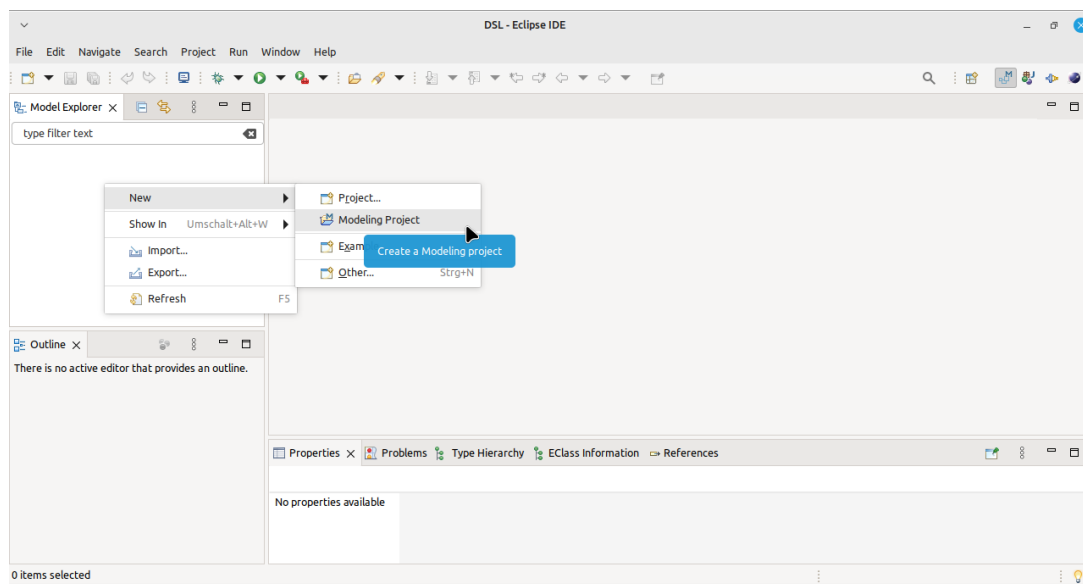 DSL - Eclipse IDE
File Edit Navigate Search Project Run Window Help
Model Explorer
type filter text
New
Show In Umschalt+Alt+W
Import...
Export...
Refresh F5
Project...
Modeling Project
Create a Modeling project
Other... Strg+N
Outline
There is no active editor that provides an outline.
Properties Problems Type Hierarchy EClass Information References
No properties available
0 items selected